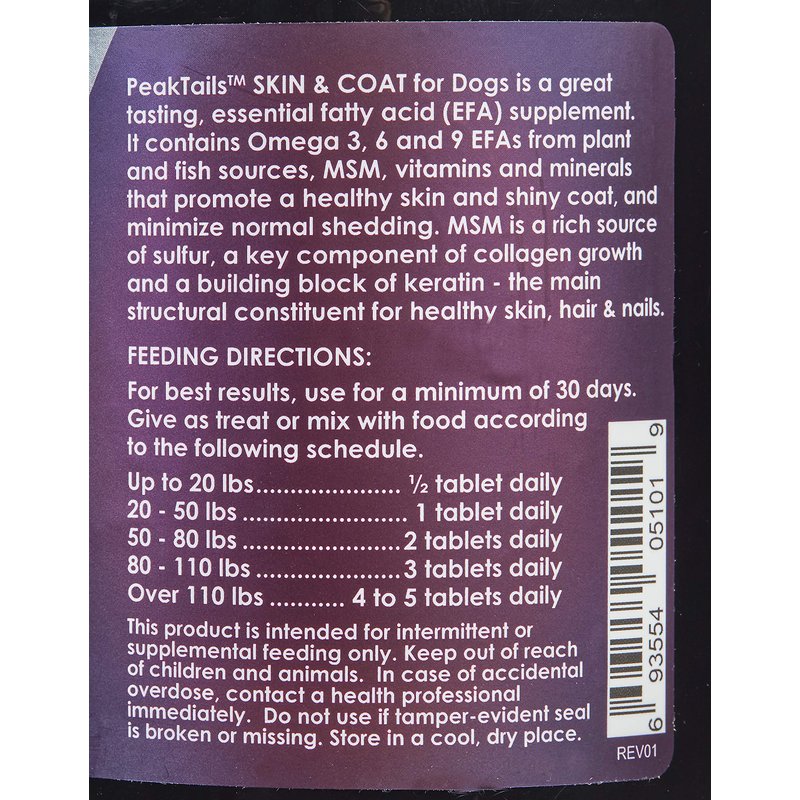 PeakTails™ SKIN & COAT for Dogs is a great
tasting, essential fatty acid (EFA) supplement.
It contains Omega 3, 6 and 9 EFAs from plant
and fish sources, MSM, vitamins and minerals
that promote a healthy skin and shiny coat, and
minimize normal shedding. MSM is a rich source
of sulfur, a key component of collagen growth
and a building block of keratin - the main
structural constituent for healthy skin, hair & nails.
FEEDING DIRECTIONS:
For best results, use for a minimum of 30 days.
Give as treat or mix with food according
to the following schedule.
Up to 20 lbs...................... ½ tablet daily
20 - 50 lbs ......................... 1 tablet daily
50 - 80 lbs ........................2 tablets daily
80 - 110 lbs ......................3 tablets daily
Over 110 lbs ........... 4 to 5 tablets daily
This product is intended for intermittent or
supplemental feeding only. Keep out of reach
of children and animals. In case of accidental
overdose, contact a health professional
immediately. Do not use if tamper-evident seal
is broken or missing. Store in a cool, dry place.
6 93554 05101 9
REV01